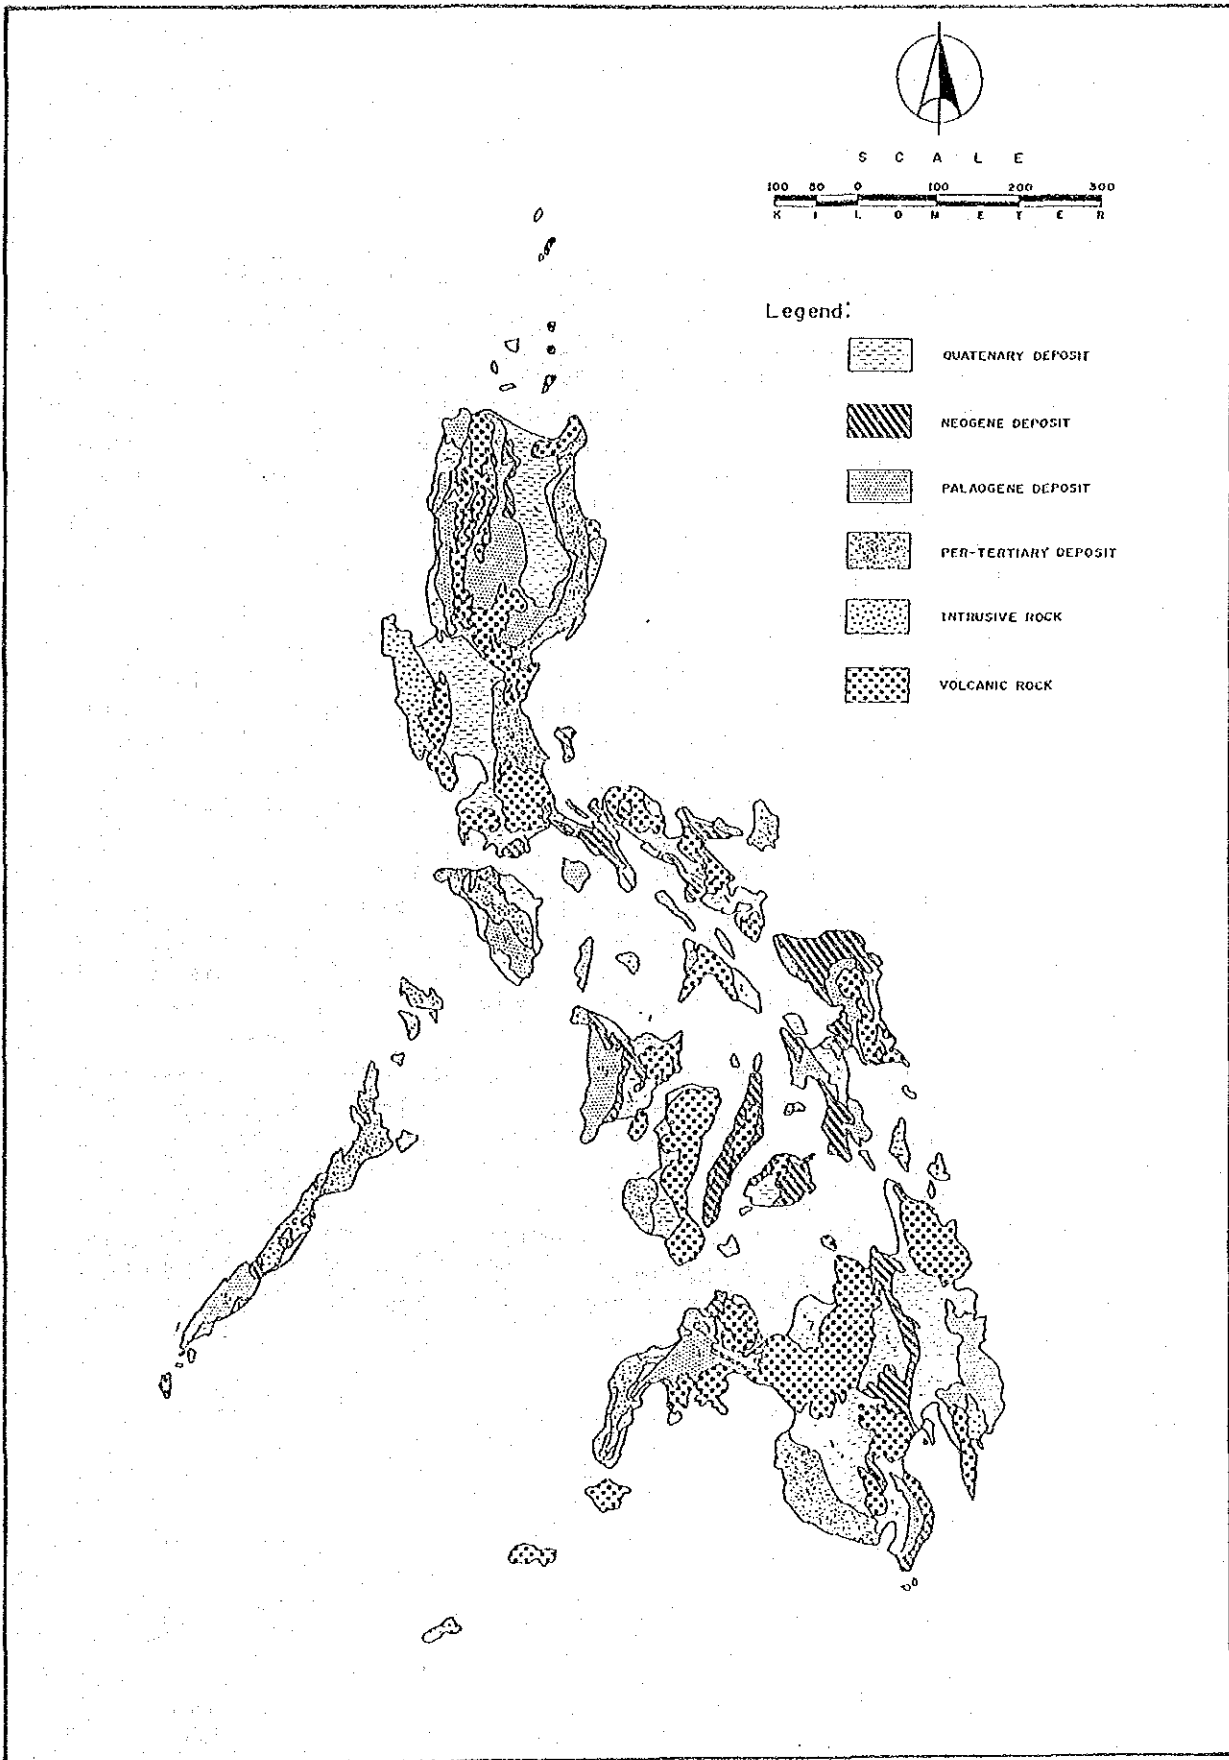 S C A L E
100 50 0 100 200 300
K I L O M E T E R
Legend:
QUATENARY DEPOSIT
NEOGENE DEPOSIT
PALAOGENE DEPOSIT
PER-TERTIARY DEPOSIT
INTRUSIVE ROCK
VOLCANIC ROCK